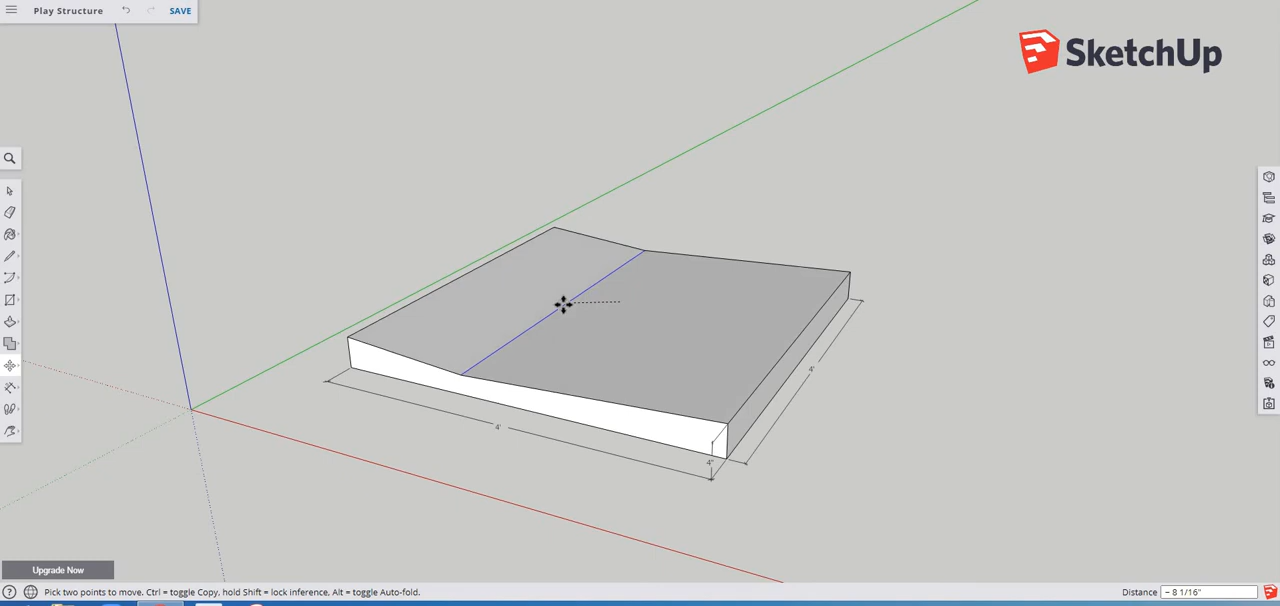 Play Structure
SAVE
SketchUp
4'
4'
4"
Upgrade Now
Pick two points to move. Ctrl = toggle Copy, hold Shift = lock inference, Alt = toggle Auto-fold.
Distance ~ 8 1/16"